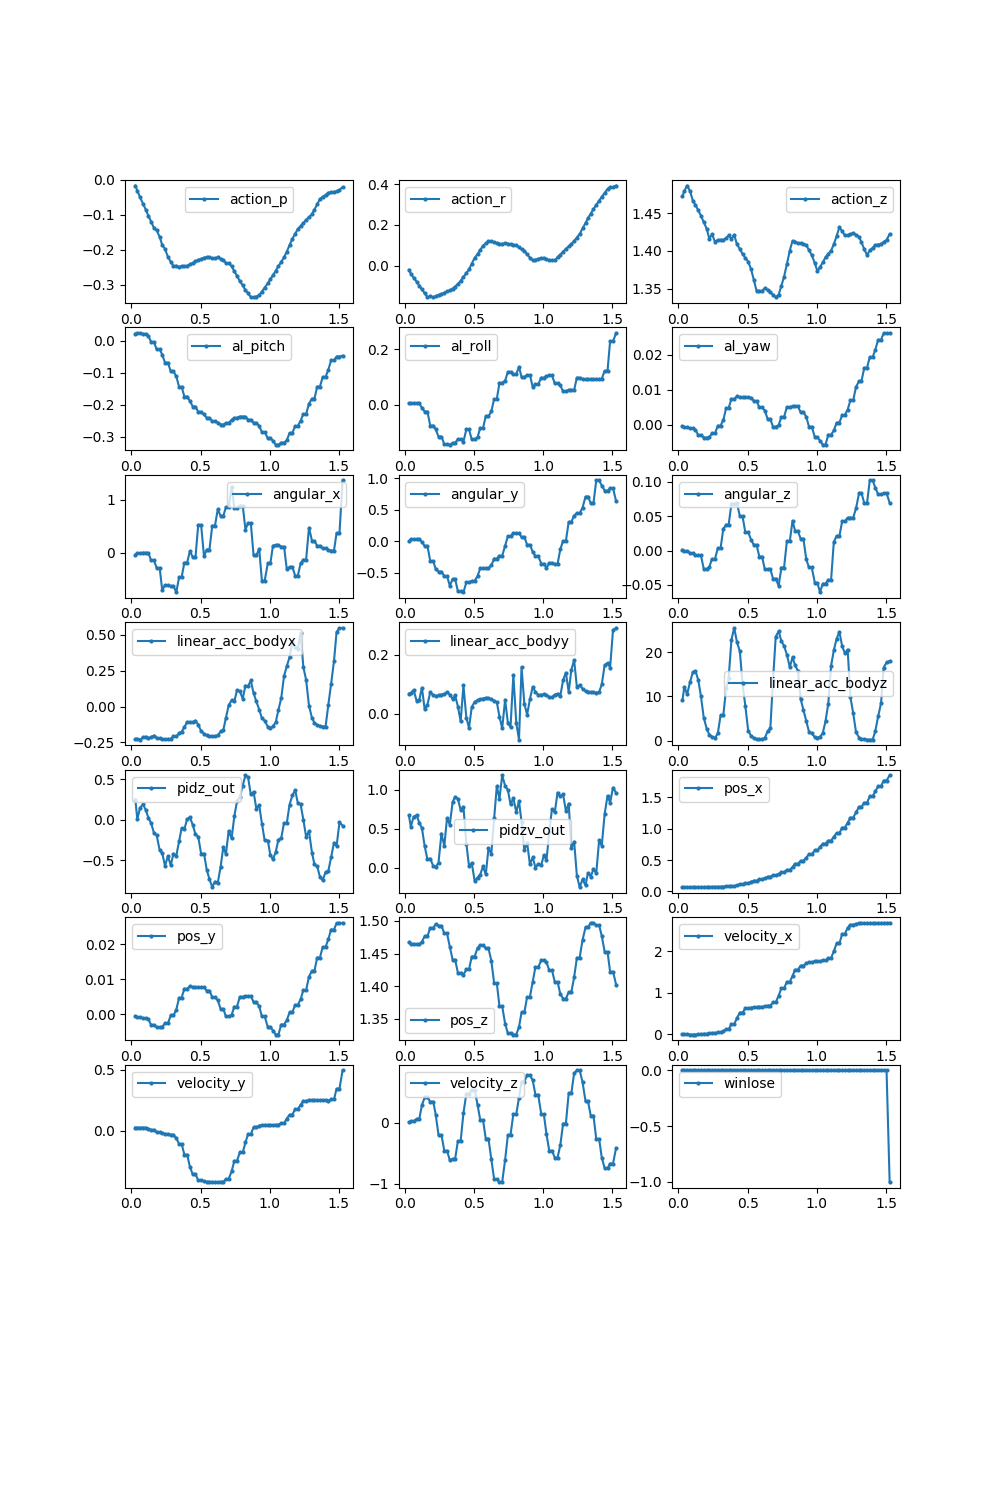 action_p
0.0
−0.1
−0.2
−0.3
0.0 0.5 1.0 1.5
action_r
0.4
0.2
0.0
0.0 0.5 1.0 1.5
action_z
1.45
1.40
1.35
0.0 0.5 1.0 1.5
al_pitch
0.0
−0.1
−0.2
−0.3
0.0 0.5 1.0 1.5
al_roll
0.2
0.0
0.0 0.5 1.0 1.5
al_yaw
0.02
0.01
0.00
0.0 0.5 1.0 1.5
angular_x
1
0
0.0 0.5 1.0 1.5
angular_y
1.0
0.5
0.0
−0.5
0.0 0.5 1.0 1.5
angular_z
0.10
0.05
0.00
−0.05
0.0 0.5 1.0 1.5
linear_acc_bodyx
0.50
0.25
0.00
−0.25
0.0 0.5 1.0 1.5
linear_acc_bodyy
0.2
0.0
0.0 0.5 1.0 1.5
linear_acc_bodyz
20
10
0
0.0 0.5 1.0 1.5
pidz_out
0.5
0.0
−0.5
0.0 0.5 1.0 1.5
pidzv_out
1.0
0.5
0.0
0.0 0.5 1.0 1.5
pos_x
1.5
1.0
0.5
0.0
0.0 0.5 1.0 1.5
pos_y
0.02
0.01
0.00
0.0 0.5 1.0 1.5
pos_z
1.50
1.45
1.40
1.35
0.0 0.5 1.0 1.5
velocity_x
2
1
0
0.0 0.5 1.0 1.5
velocity_y
0.5
0.0
0.0 0.5 1.0 1.5
velocity_z
0
−1
0.0 0.5 1.0 1.5
winlose
0.0
−0.5
−1.0
0.0 0.5 1.0 1.5